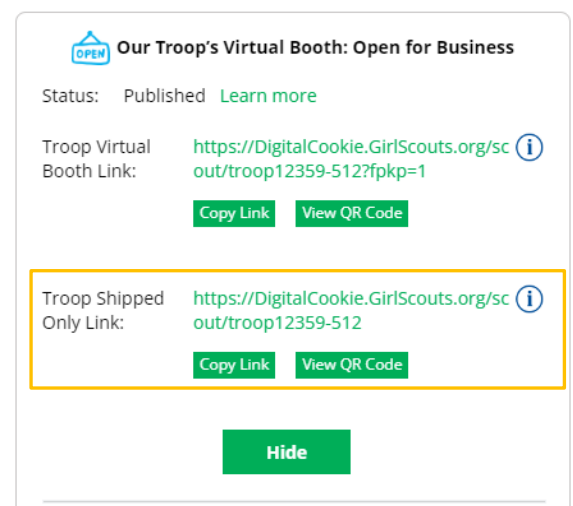 OPEN Our Troop's Virtual Booth: Open for Business
Status: Published Learn more
Troop Virtual https://DigitalCookie.GirlScouts.org/sc i
Booth Link: out/troop12359-512?fpkp=1
Copy Link View QR Code
Troop Shipped https://DigitalCookie.GirlScouts.org/sc i
Only Link: out/troop12359-512
Copy Link View QR Code
Hide